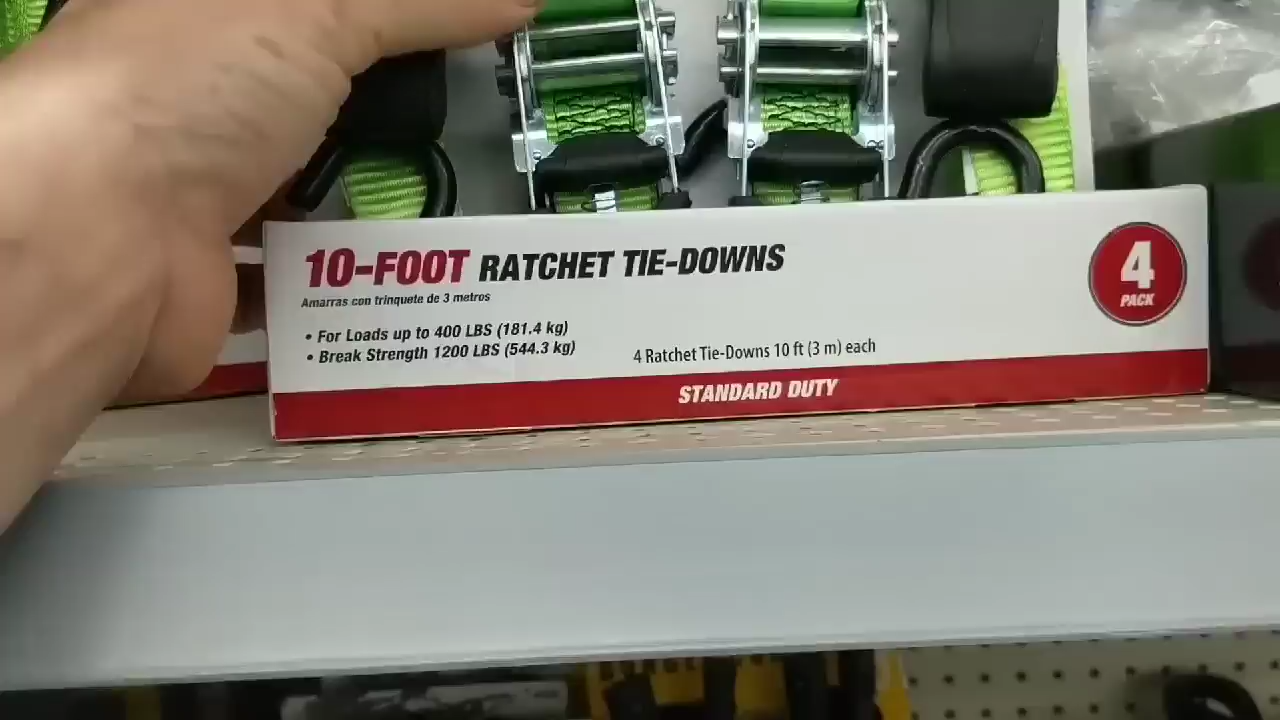 10-FOOT RATCHET TIE-DOWNS
Amarras con trinquete de 3 metros
• For Loads up to 400 LBS (181.4 kg)
• Break Strength 1200 LBS (544.3 kg)
4 Ratchet Tie-Downs 10 ft (3 m) each
STANDARD DUTY
4
PACK